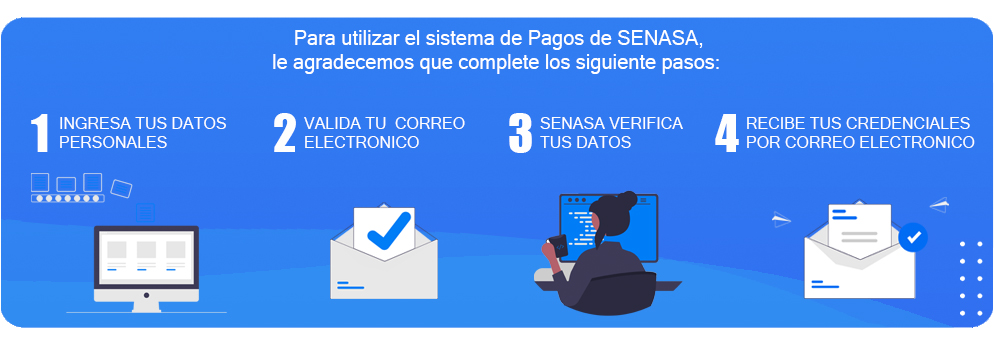 Para utilizar el sistema de Pagos de SENASA,
le agradecemos que complete los siguiente pasos:
1 INGRESA TUS DATOS
PERSONALES
2 VALIDA TU CORREO
ELECTRONICO
3 SENASA VERIFICA
TUS DATOS
4 RECIBE TUS CREDENCIALES
POR CORREO ELECTRONICO